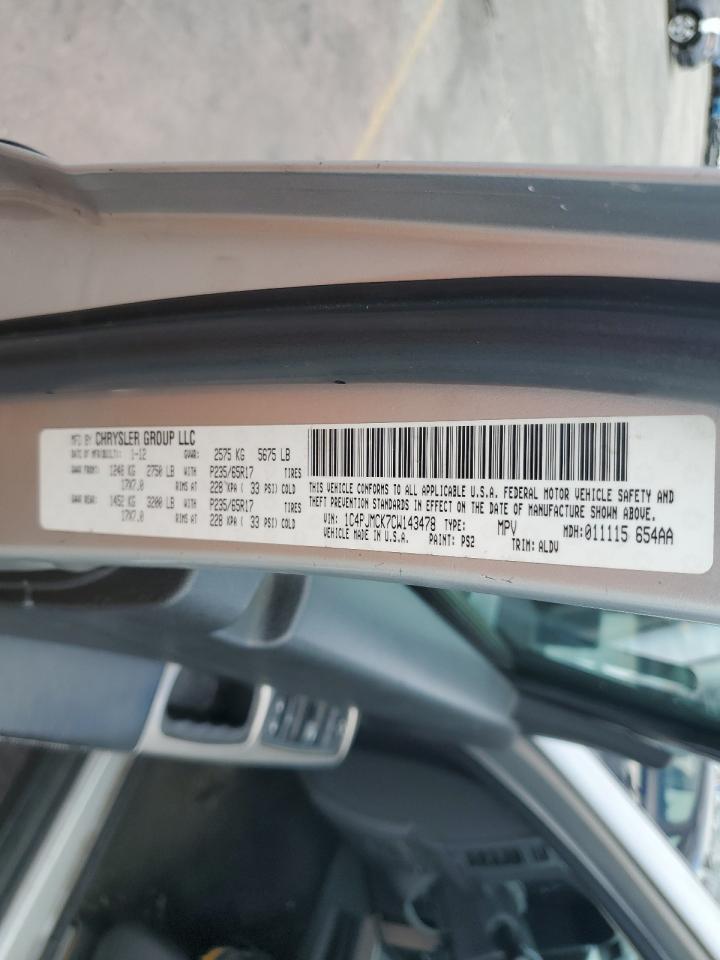 MFD BY CHRYSLER GROUP LLC
DATE OF MFR(BUILT): 1-12 GVWR: 2575 KG 5675 LB
GAWR FRONT: 1248 KG 2750 LB WITH P235/65R17 TIRES
17X7.0 RIMS AT 228 KPA ( 33 PSI) COLD
GAWR REAR: 1452 KG 3200 LB WITH P235/65R17 TIRES
17X7.0 RIMS AT 228 KPA ( 33 PSI) COLD
THIS VEHICLE CONFORMS TO ALL APPLICABLE U.S.A. FEDERAL MOTOR VEHICLE SAFETY AND
THEFT PREVENTION STANDARDS IN EFFECT ON THE DATE OF MANUFACTURE SHOWN ABOVE.
VIN: 1C4PJMCK7CW143478 TYPE: MPV MDH:011115 654AA
VEHICLE MADE IN U.S.A. PAINT: PS2 TRIM: ALDV